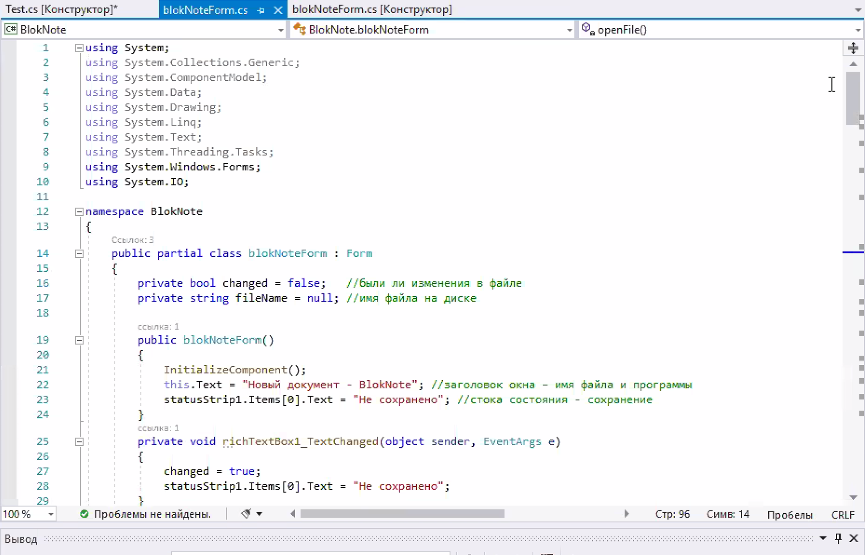 Test.cs [Конструктор]* blokNoteForm.cs blokNoteForm.cs [Конструктор]
C# BlokNote BlokNote.blokNoteForm openFile()
1 using System;
2 using System.Collections.Generic;
3 using System.ComponentModel;
4 using System.Data;
5 using System.Drawing;
6 using System.Linq;
7 using System.Text;
8 using System.Threading.Tasks;
9 using System.Windows.Forms;
10 using System.IO;
11
12 namespace BlokNote
13 {
Ссылок: 3
14 public partial class blokNoteForm : Form
15 {
16 private bool changed = false; //были ли изменения в файле
17 private string fileName = null; //имя файла на диске
18
ссылка: 1
19 public blokNoteForm()
20 {
21 InitializeComponent();
22 this.Text = "Новый документ - BlokNote"; //заголовок окна – имя файла и программы
23 statusStrip1.Items[0].Text = "Не сохранено"; //стока состояния - сохранение
24 }
ссылка: 1
25 private void richTextBox1_TextChanged(object sender, EventArgs e)
26 {
27 changed = true;
28 statusStrip1.Items[0].Text = "Не сохранено";
29 }
100 % Проблемы не найдены. Стр: 96 Симв: 14 Пробелы CRLF
Вывод